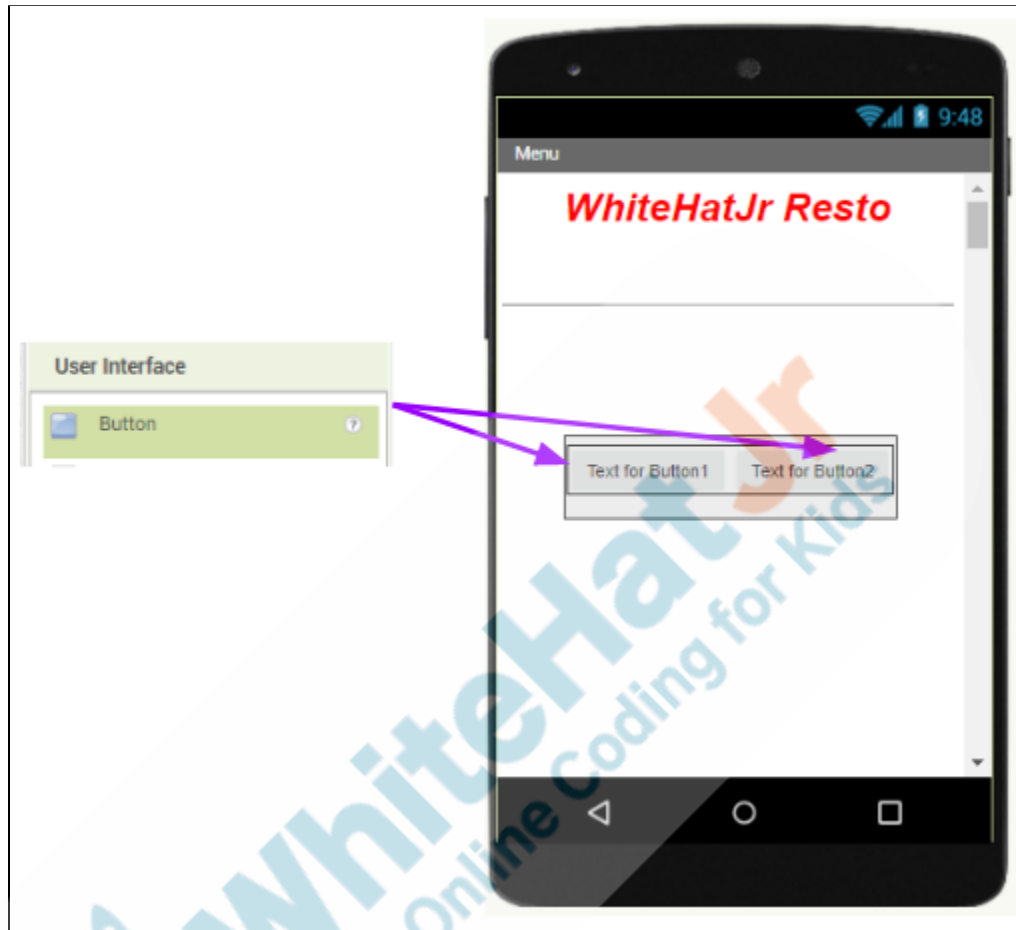 9:48
Menu
WhiteHatJr Resto
User Interface
Button
?
Text for Button1
Text for Button2
WhiteHat Jr
Online Coding for Kids